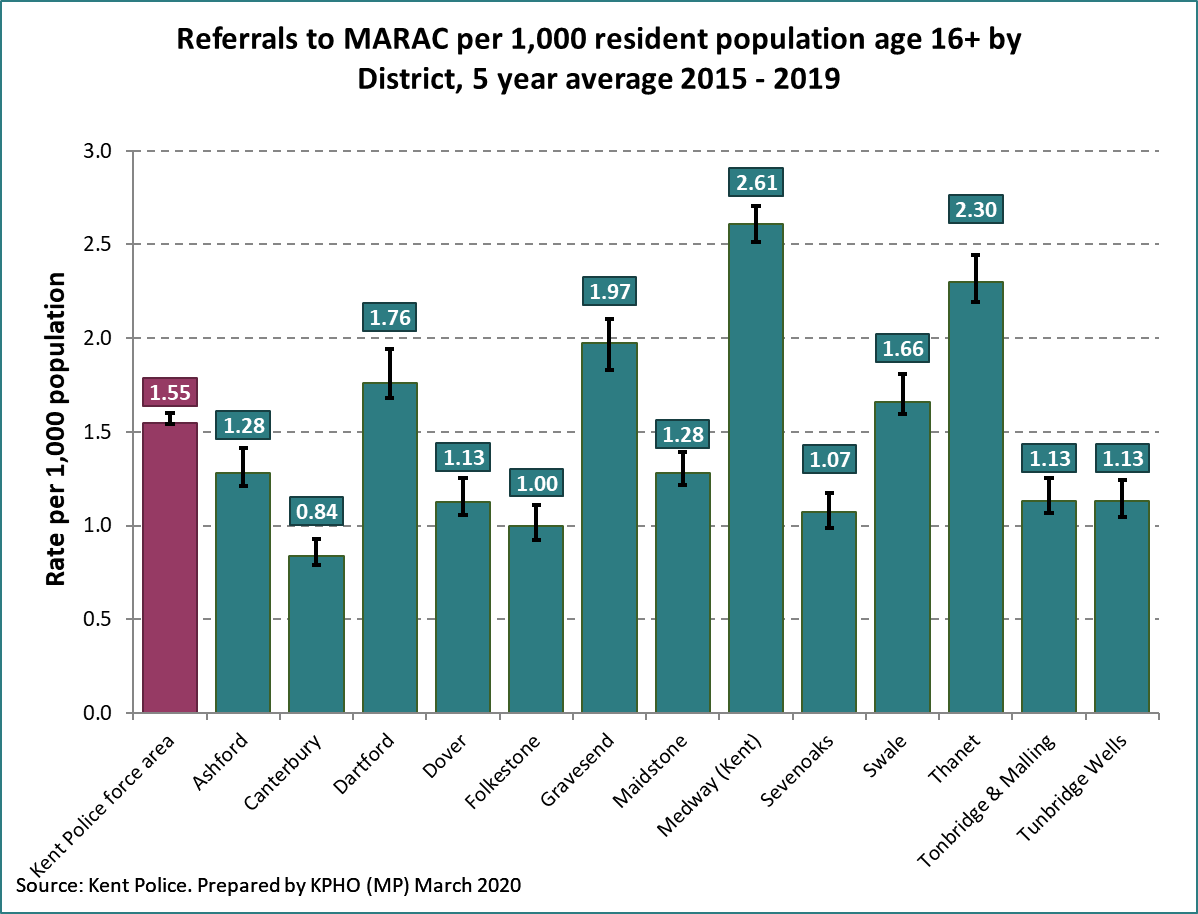 Referrals to MARAC per 1,000 resident population age 16+ by
District, 5 year average 2015 - 2019
Rate per 1,000 population
3.0
2.5
2.0
1.5
1.0
0.5
0.0
1.55
1.28
0.84
1.76
1.13
1.00
1.97
1.28
2.61
1.07
1.66
2.30
1.13
1.13
Kent Police force area
Ashford
Canterbury
Dartford
Dover
Folkestone
Gravesend
Maidstone
Medway (Kent)
Sevenoaks
Swale
Thanet
Tonbridge & Malling
Tunbridge Wells
Source: Kent Police. Prepared by KPHO (MP) March 2020